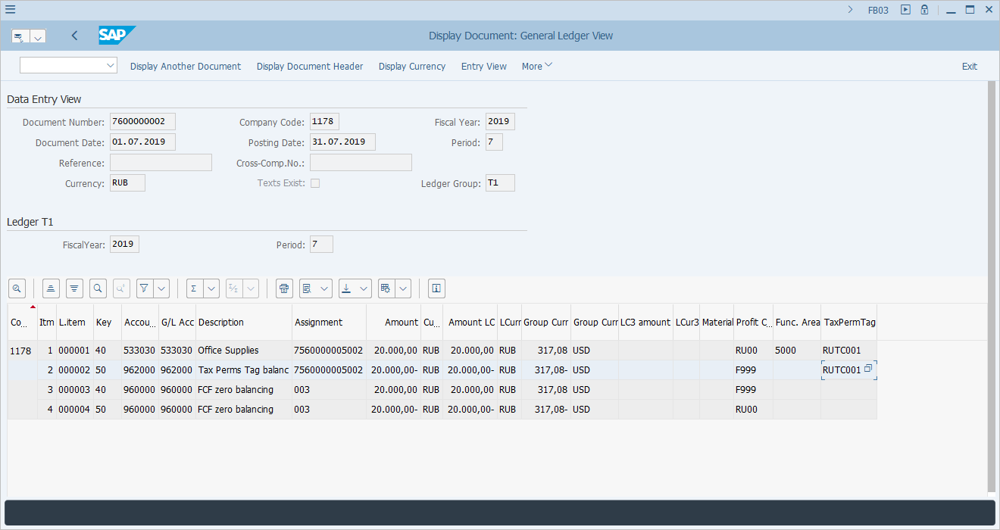 FB03
SAP
Display Document: General Ledger View
Display Another Document Display Document Header Display Currency Entry View More Exit
Data Entry View
Document Number: 7600000002 Company Code: 1178 Fiscal Year: 2019
Document Date: 01.07.2019 Posting Date: 31.07.2019 Period: 7
Reference: Cross-Comp.No.:
Currency: RUB Texts Exist: Ledger Group: T1
Ledger T1
FiscalYear: 2019 Period: 7
Co... Itm L.item Key Accou... G/L Acc Description Assignment Amount Cu... Amount LC LCurr Group Curr Group Curr LC3 amount LCur3 Material Profit C... Func. Area TaxPermTag
1178 1 000001 40 533030 533030 Office Supplies 7560000005002 20.000,00 RUB 20.000,00 RUB 317,08 USD RU00 5000 RUTC001
2 000002 50 962000 962000 Tax Perms Tag balanc 7560000005002 20.000,00- RUB 20.000,00- RUB 317,08- USD F999 RUTC001
3 000003 40 960000 960000 FCF zero balancing 003 20.000,00 RUB 20.000,00 RUB 317,08 USD F999
4 000004 50 960000 960000 FCF zero balancing 003 20.000,00- RUB 20.000,00- RUB 317,08- USD RU00